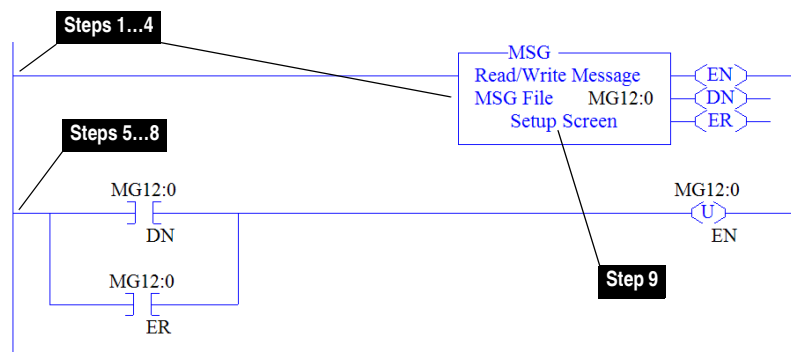 Steps 1...4
MSG
Read/Write Message
MSG File MG12:0
Setup Screen
EN
DN
ER
Steps 5...8
MG12:0
DN
MG12:0
ER
MG12:0
U
EN
Step 9